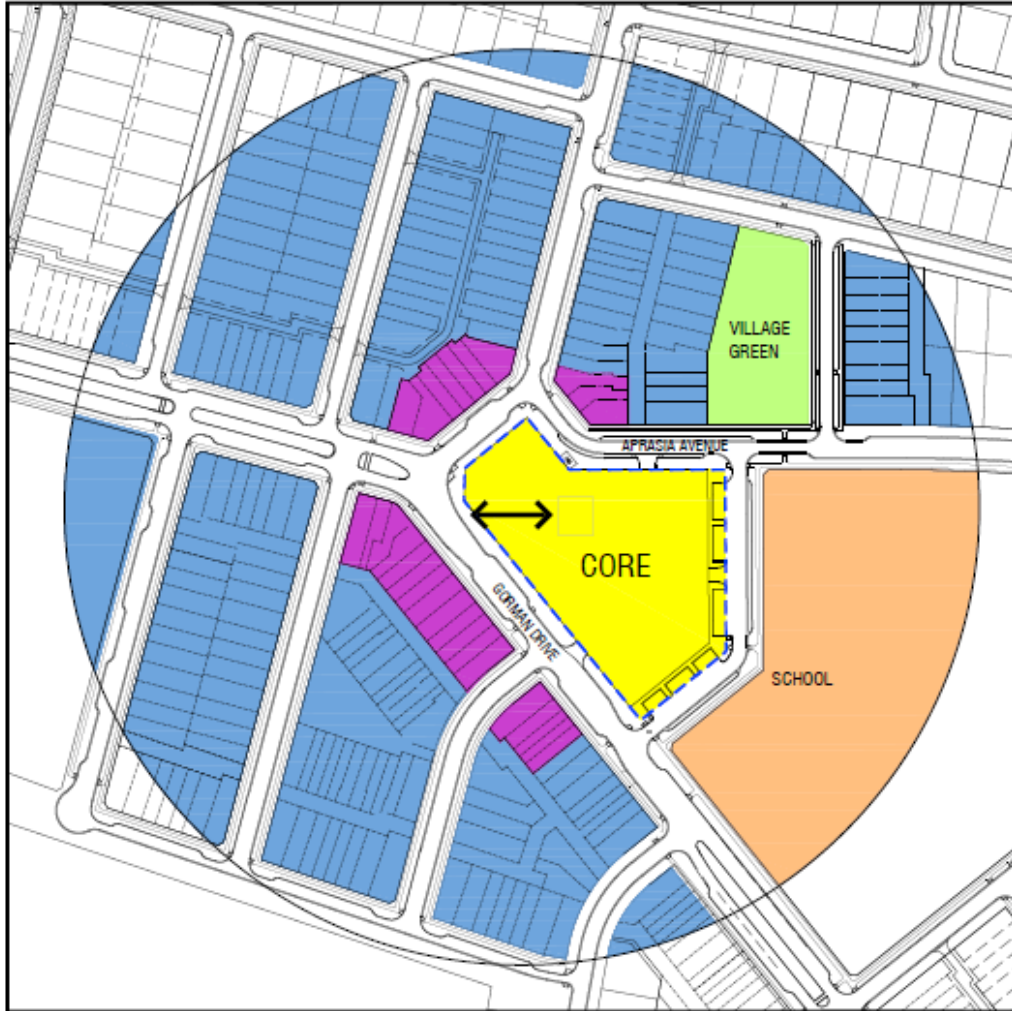 VILLAGE
GREEN
APRASIA AVENUE
CORE
GORMAN DRIVE
SCHOOL